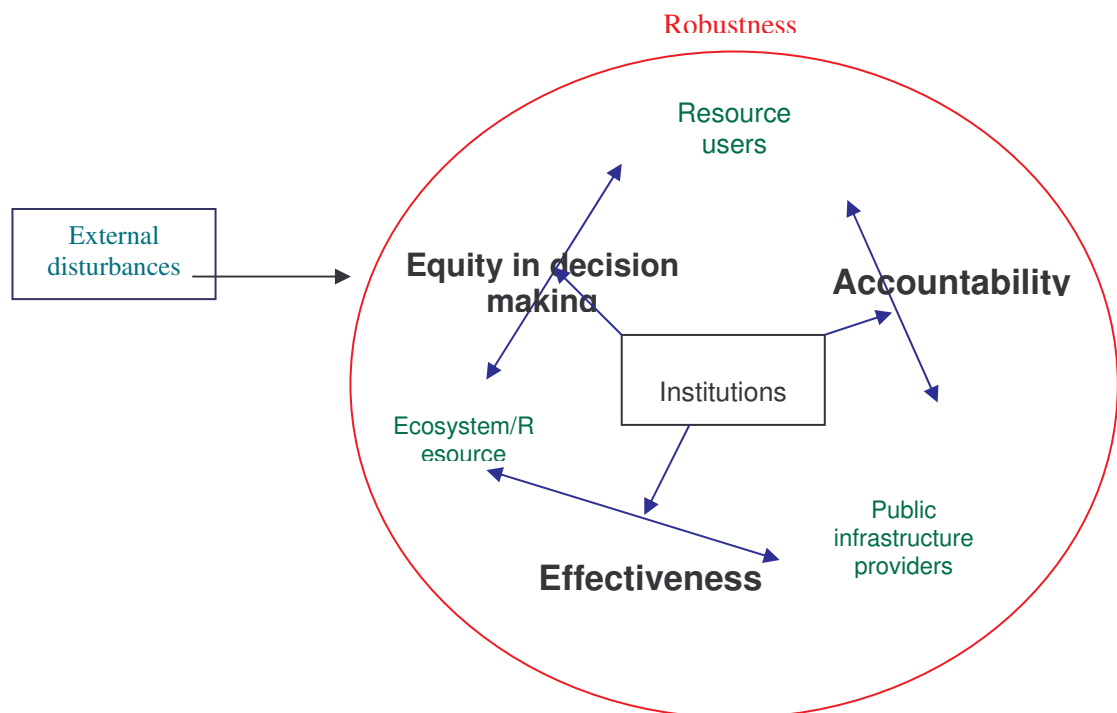 Robustness
Resource
users
External
disturbances
Equity in decision
making
Accountability
Institutions
Ecosystem/R
esource
Public
infrastructure
providers
Effectiveness